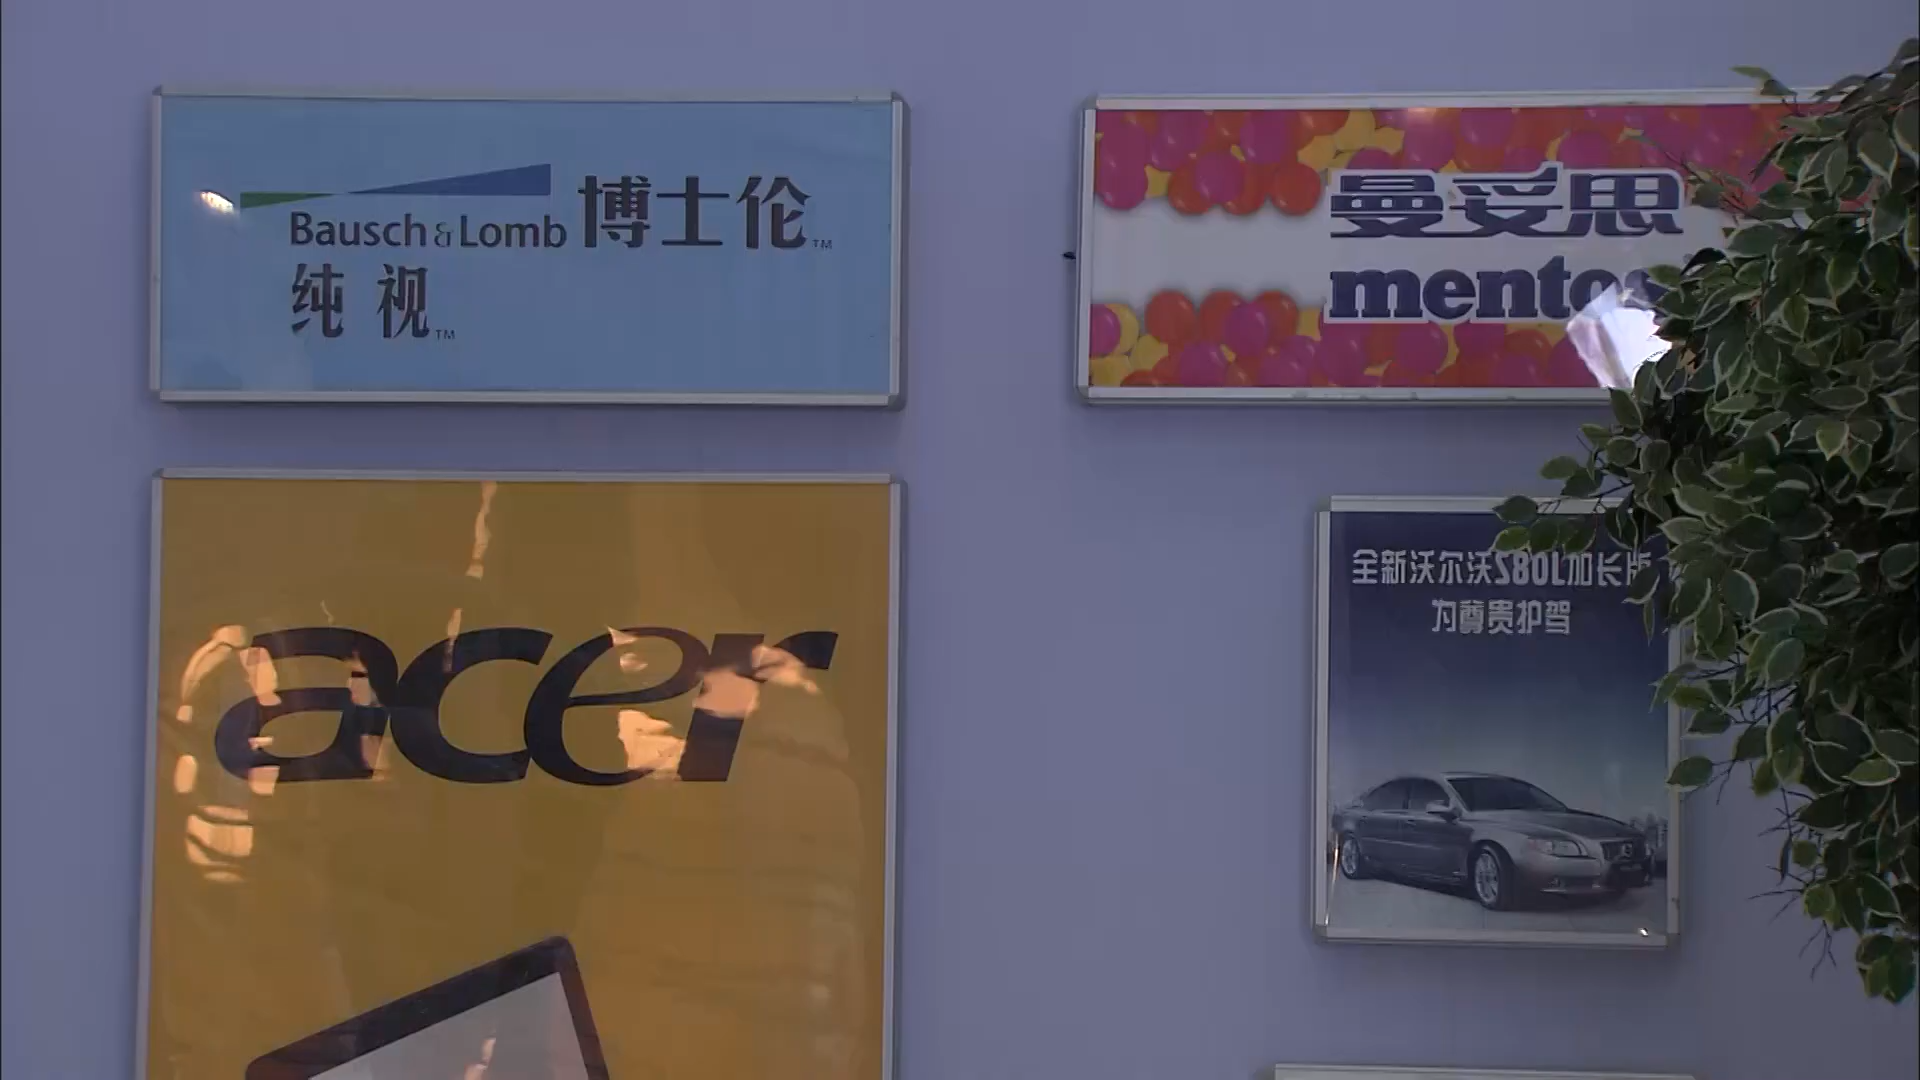 Bausch & Lomb 博士伦™
纯视™
曼妥思
mentos
acer
全新沃尔沃S80L加长版
为尊贵护驾